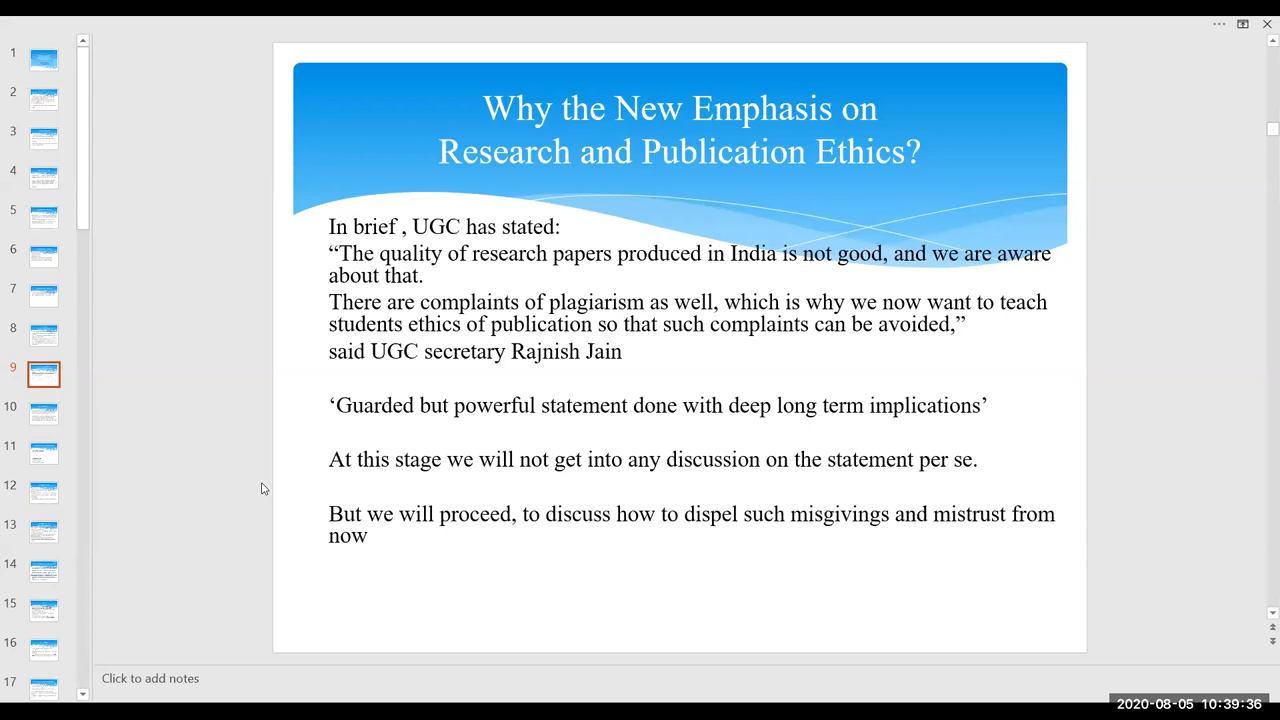 Why the New Emphasis on
Research and Publication Ethics?
In brief , UGC has stated:
“The quality of research papers produced in India is not good, and we are aware
about that.
There are complaints of plagiarism as well, which is why we now want to teach
students ethics of publication so that such complaints can be avoided,”
said UGC secretary Rajnish Jain
‘Guarded but powerful statement done with deep long term implications’
At this stage we will not get into any discussion on the statement per se.
But we will proceed, to discuss how to dispel such misgivings and mistrust from
now
1
2
3
4
5
6
7
8
9
10
11
12
13
14
15
16
17
Click to add notes
2020-08-05 10:39:36